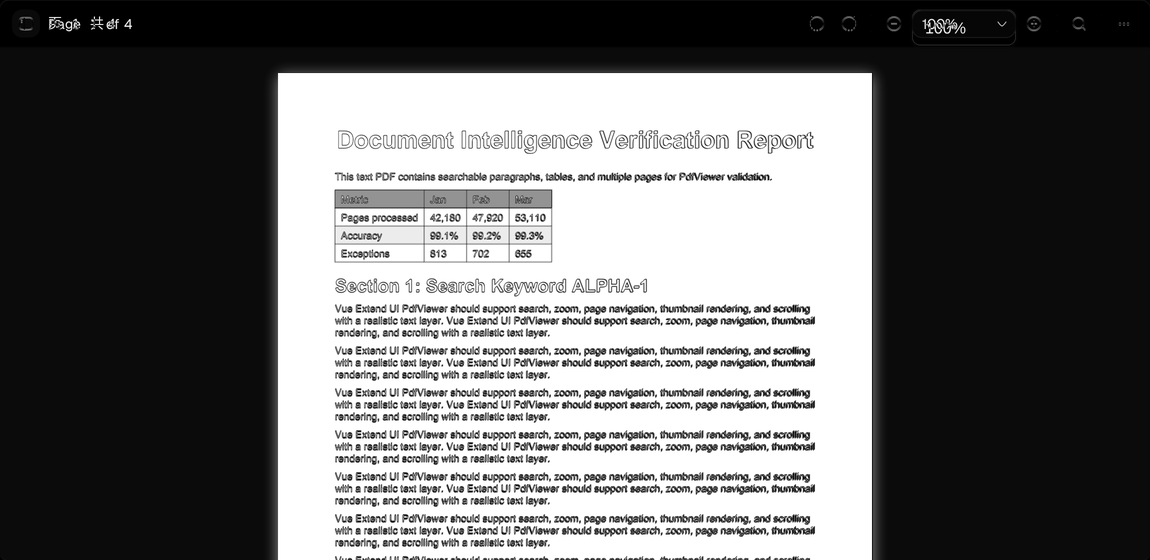 of 4
100%
Document Intelligence Verification Report
This text PDF contains searchable paragraphs, tables, and multiple pages for PdfViewer validation.
Metric Jan Feb Mar
Pages processed 42,180 47,920 53,110
Accuracy 99.1% 99.2% 99.3%
Exceptions 813 702 655
Section 1: Search Keyword ALPHA-1
Vue Extend UI PdfViewer should support search, zoom, page navigation, thumbnail rendering, and scrolling
with a realistic text layer. Vue Extend UI PdfViewer should support search, zoom, page navigation, thumbnail
rendering, and scrolling with a realistic text layer.
Vue Extend UI PdfViewer should support search, zoom, page navigation, thumbnail rendering, and scrolling
with a realistic text layer. Vue Extend UI PdfViewer should support search, zoom, page navigation, thumbnail
rendering, and scrolling with a realistic text layer.
Vue Extend UI PdfViewer should support search, zoom, page navigation, thumbnail rendering, and scrolling
with a realistic text layer. Vue Extend UI PdfViewer should support search, zoom, page navigation, thumbnail
rendering, and scrolling with a realistic text layer.
Vue Extend UI PdfViewer should support search, zoom, page navigation, thumbnail rendering, and scrolling
with a realistic text layer. Vue Extend UI PdfViewer should support search, zoom, page navigation, thumbnail
rendering, and scrolling with a realistic text layer.
Vue Extend UI PdfViewer should support search, zoom, page navigation, thumbnail rendering, and scrolling
with a realistic text layer. Vue Extend UI PdfViewer should support search, zoom, page navigation, thumbnail
rendering, and scrolling with a realistic text layer.
Vue Extend UI PdfViewer should support search, zoom, page navigation, thumbnail rendering, and scrolling
with a realistic text layer. Vue Extend UI PdfViewer should support search, zoom, page navigation, thumbnail
rendering, and scrolling with a realistic text layer.